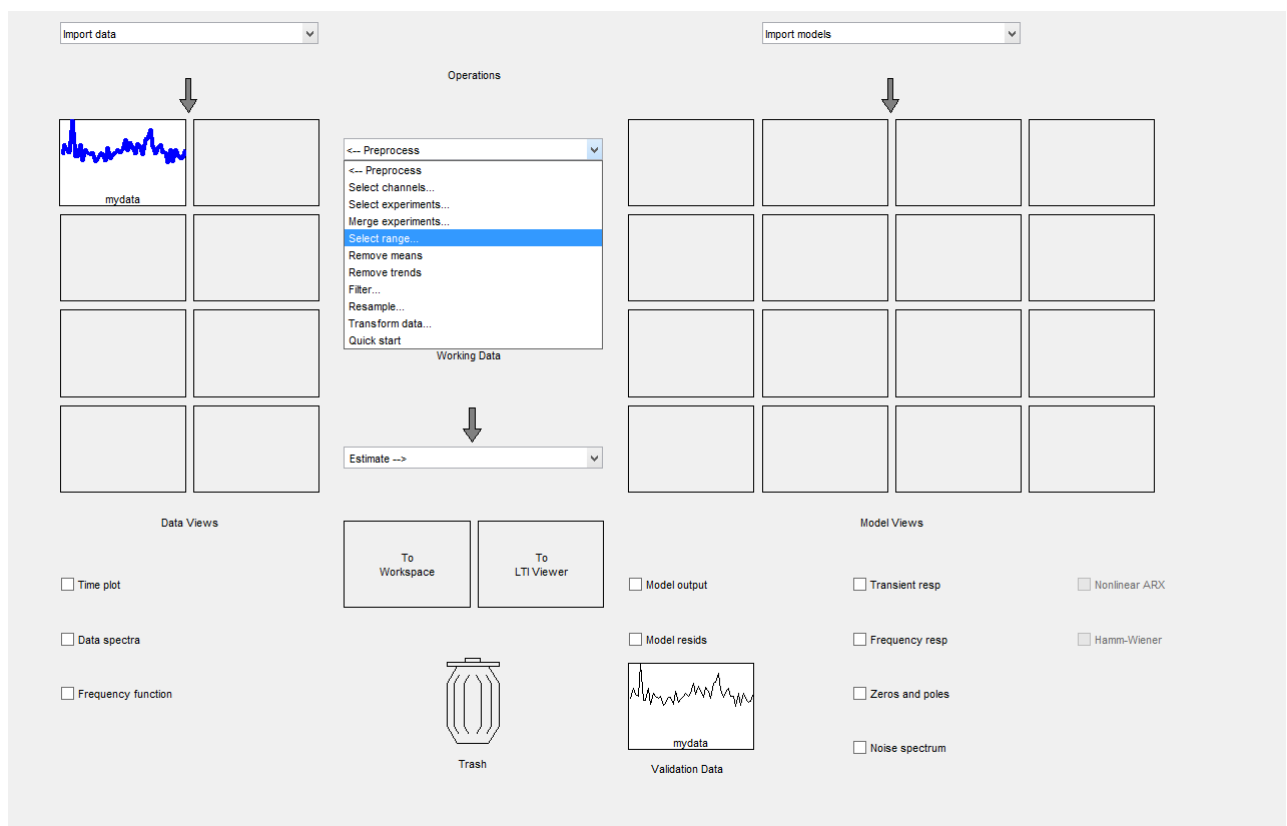 Import data
Import models
Operations
mydata
<-- Preprocess
<-- Preprocess
Select channels...
Select experiments...
Merge experiments...
Select range...
Remove means
Remove trends
Filter...
Resample...
Transform data...
Quick start
Working Data
Estimate -->
Data Views
Model Views
To
Workspace
To
LTI Viewer
Time plot
Data spectra
Frequency function
Model output
Transient resp
Nonlinear ARX
Model resids
Frequency resp
Hamm-Wiener
Zeros and poles
Noise spectrum
mydata
Validation Data
Trash